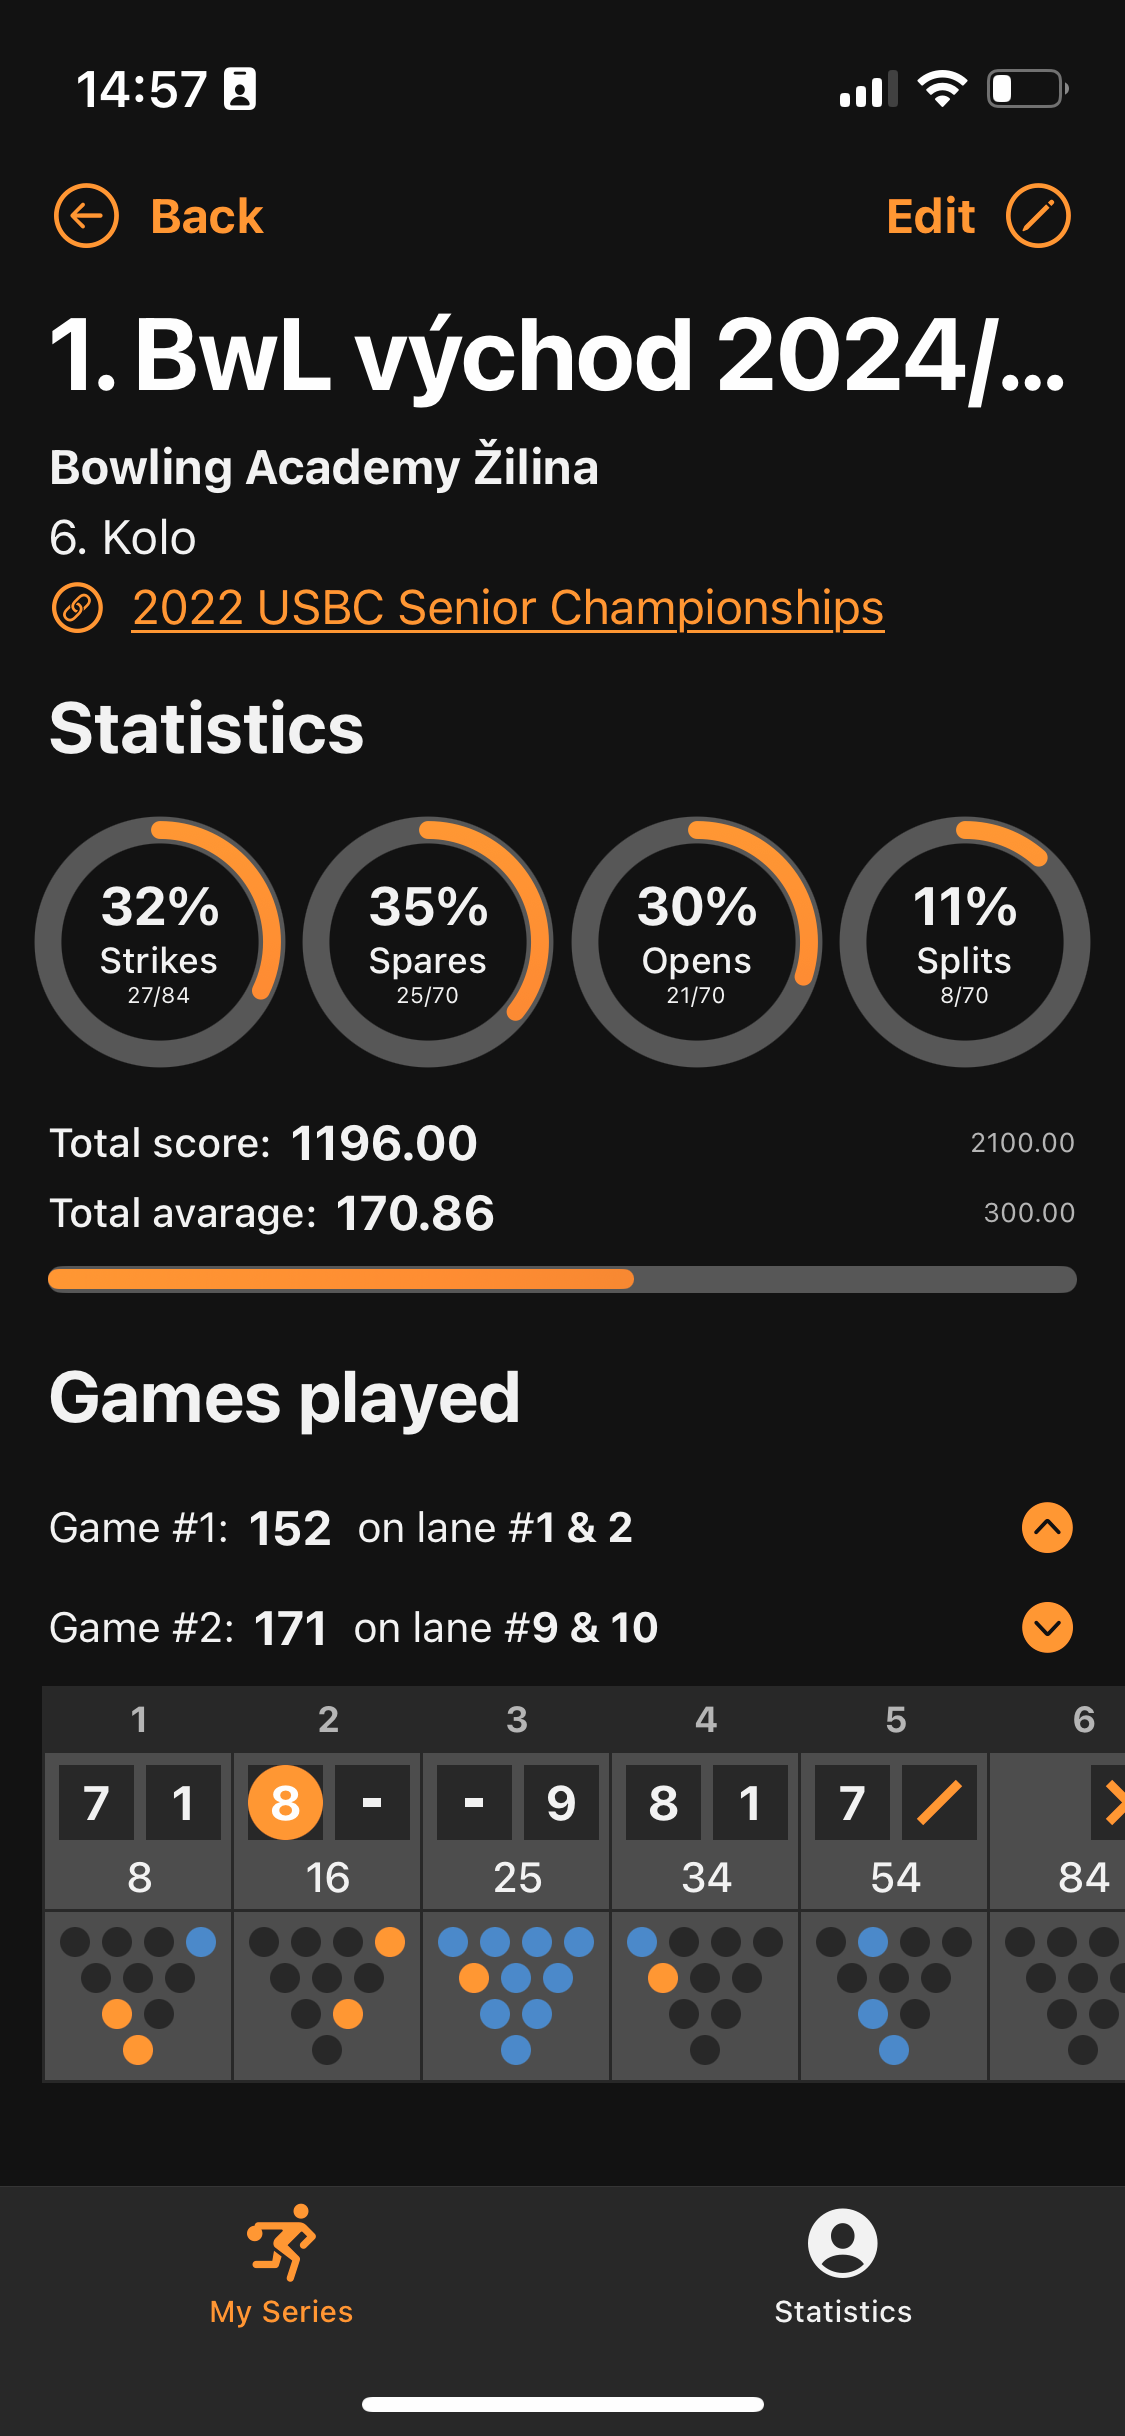 14:57
Back Edit
1. BwL východ 2024/...
Bowling Academy Žilina
6. Kolo
2022 USBC Senior Championships
Statistics
32% 35% 30% 11%
Strikes Spares Opens Splits
27/84 25/70 21/70 8/70
Total score: 1196.00 2100.00
Total avarage: 170.86 300.00
Games played
Game #1: 152 on lane #1 & 2
Game #2: 171 on lane #9 & 10
1 2 3 4 5 6
7 1 8 - - 9 8 1 7 / X
8 16 25 34 54 84
My Series Statistics